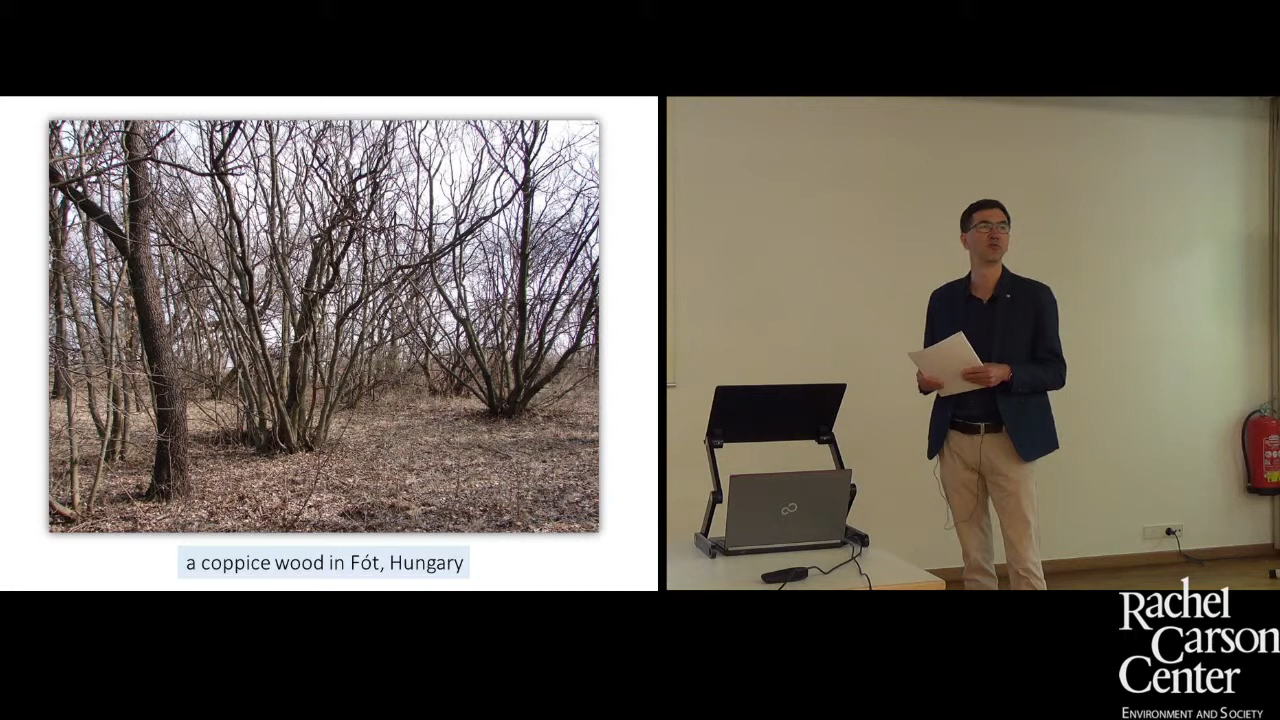 a coppice wood in Fót, Hungary
Rachel
Carson
Center
ENVIRONMENT AND SOCIETY